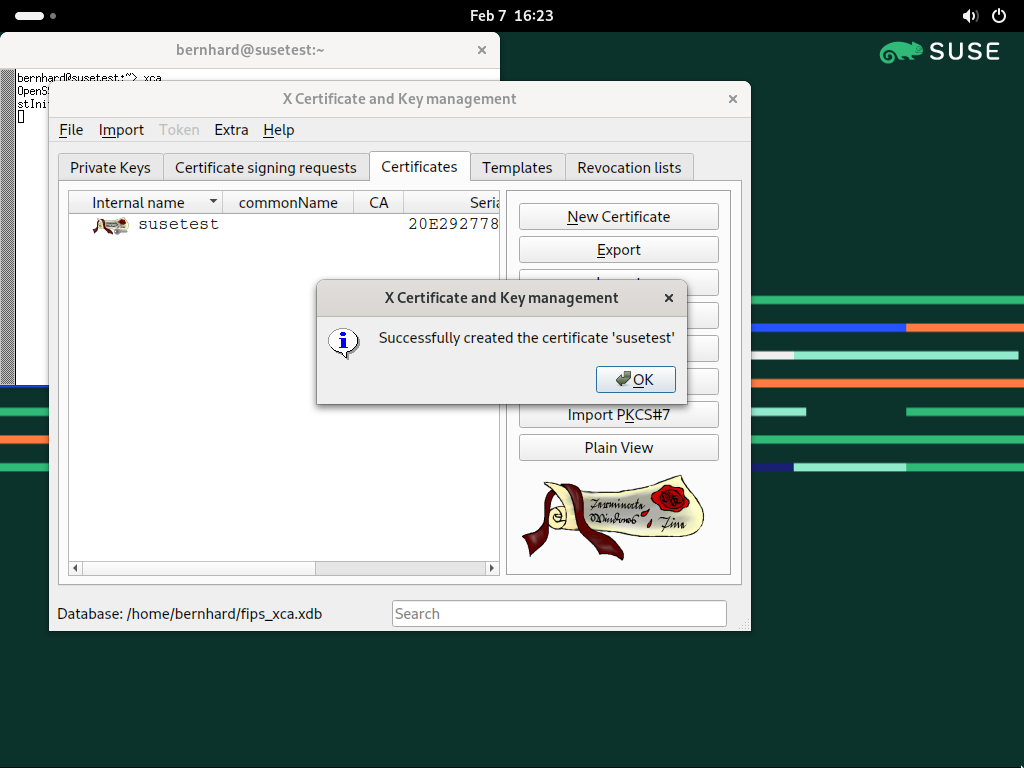 Feb 7 16:23
SUSE
bernhard@susetest:~
bernhard@susetest:~> xca
X Certificate and Key management
File Import Token Extra Help
Private Keys Certificate signing requests Certificates Templates Revocation lists
Internal name commonName CA
susetest 20E292778
New Certificate
Export
X Certificate and Key management
Successfully created the certificate 'susetest'
OK
Import PKCS#7
Plain View
Terminate
Windows
Fine
Database: /home/bernhard/fips_xca.xdb
Search